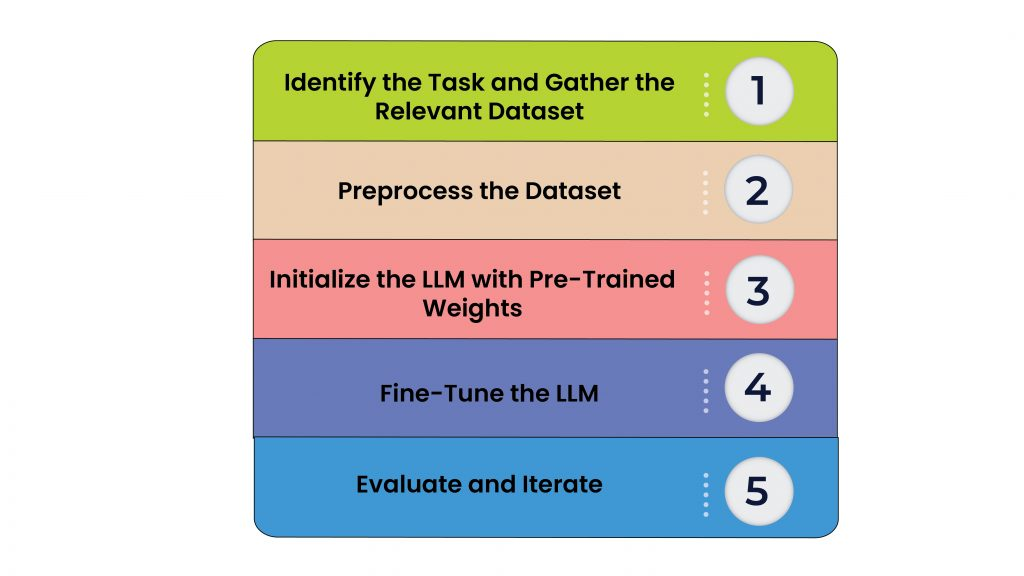 Identify the Task and Gather the
Relevant Dataset
1
Preprocess the Dataset
2
Initialize the LLM with Pre-Trained
Weights
3
Fine-Tune the LLM
4
Evaluate and Iterate
5